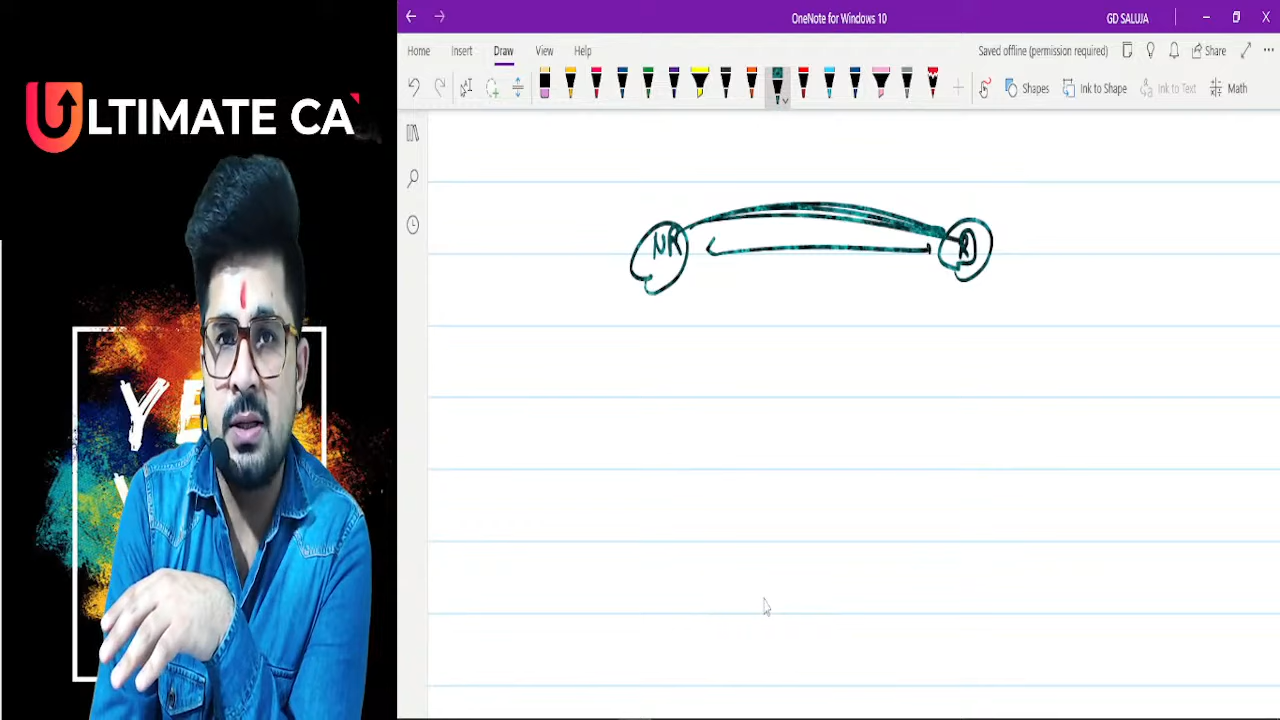 OneNote for Windows 10
GD SALUJA
Home Insert Draw View Help
Saved offline (permission required)
Share
Shapes
Ink to Shape
Ink to Text
Math
ULTIMATE CA
YE
NR